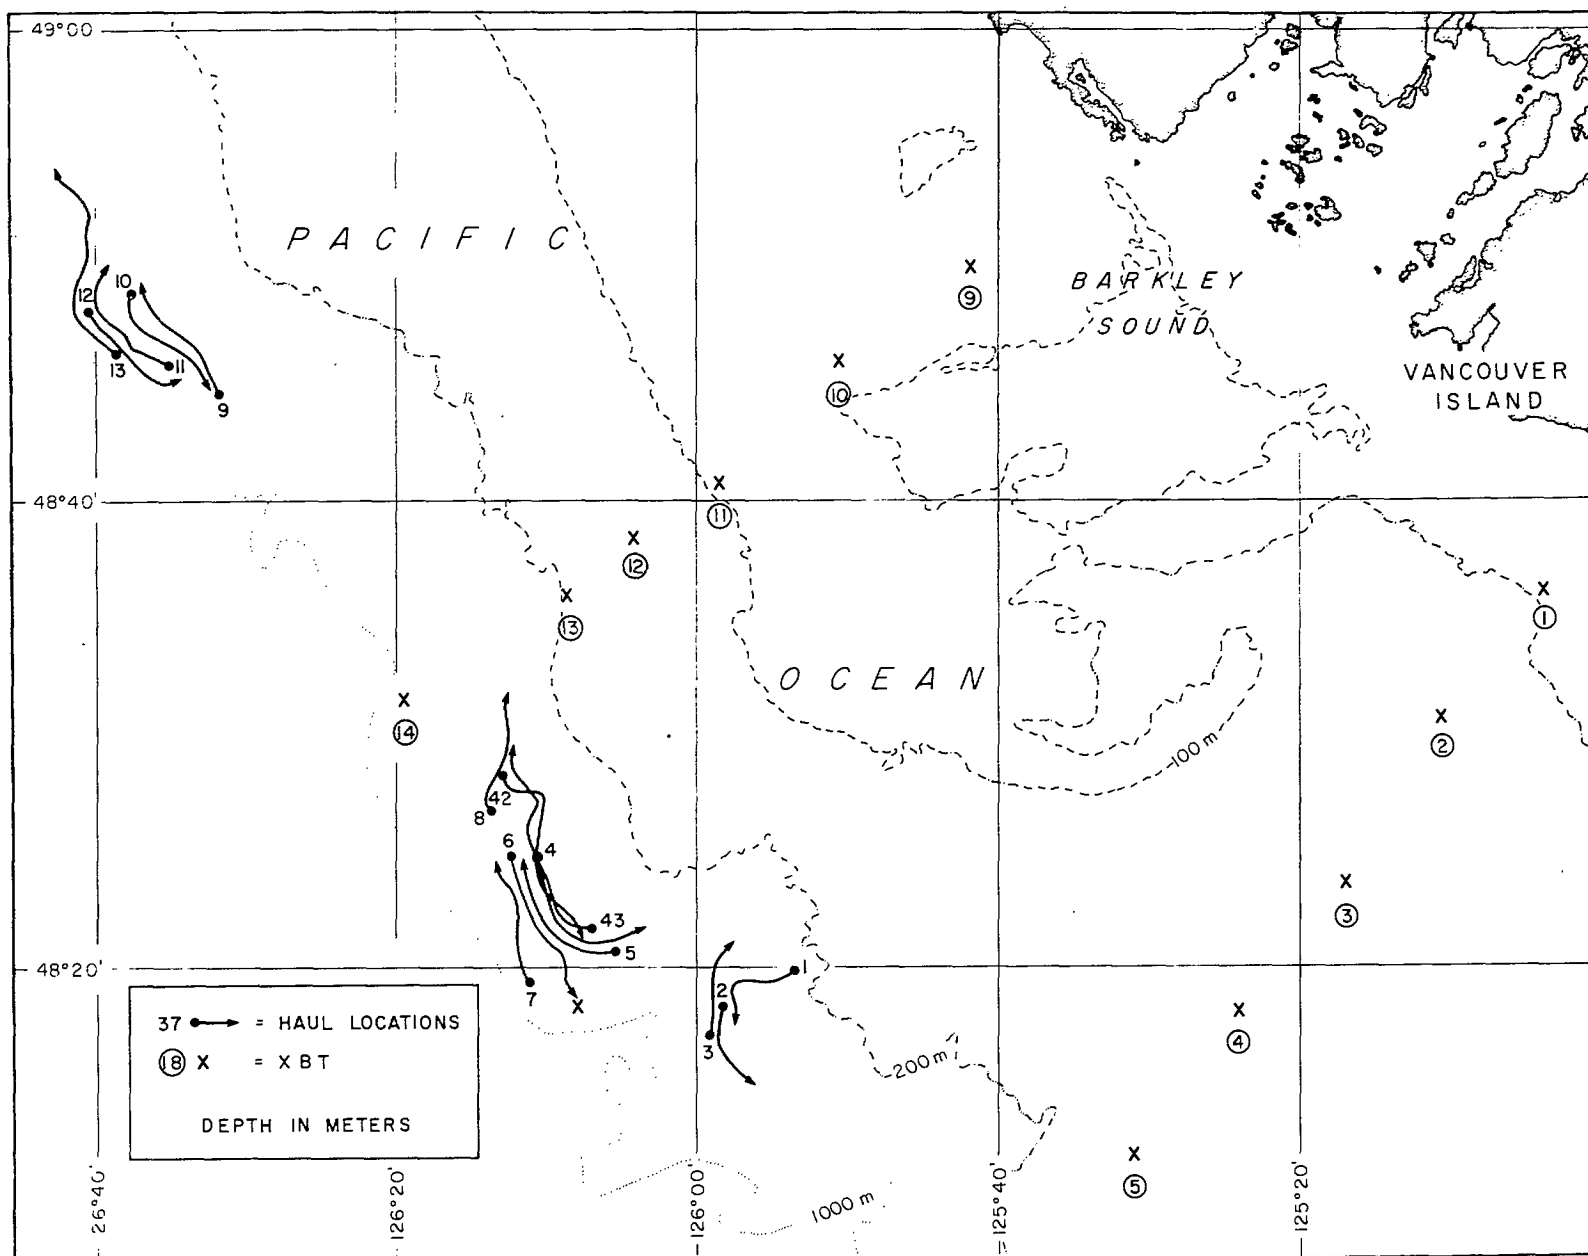 49°00'
PACIFIC
10
12
13
11
9
9
BARKLEY
SOUND
10
VANCOUVER
ISLAND
48°40'
11
12
13
1
OCEAN
14
2
100 m
42
8
6
4
3
43
5
48°20'
7
1
2
3
37 = HAUL LOCATIONS
18 X = XBT
DEPTH IN METERS
4
200 m
5
1000 m
26°40'
126°20'
126°00'
125°40'
125°20'